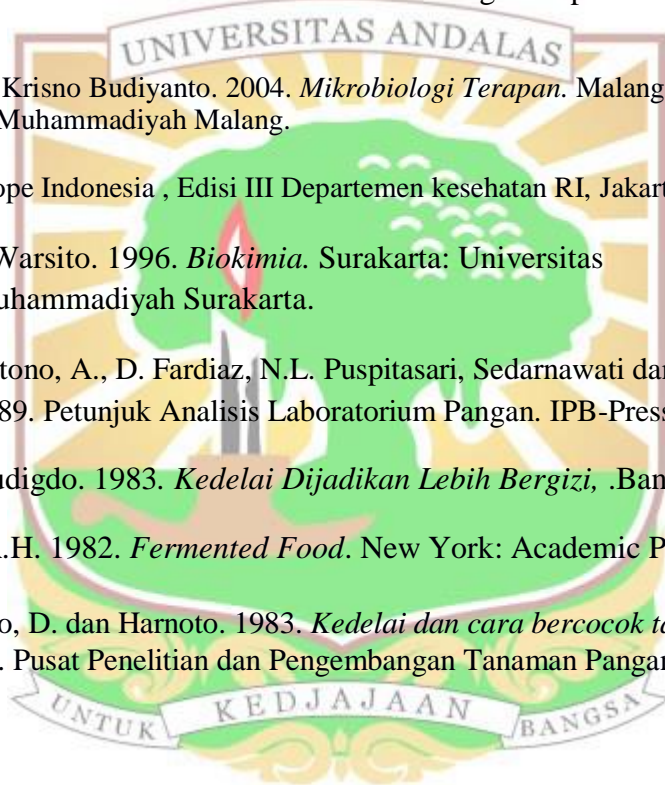 UNIVERSITAS ANDALAS
Krisno Budiyanto. 2004. Mikrobiologi Terapan. Malang
Muhammadiyah Malang.
ope Indonesia , Edisi III Departemen kesehatan RI, Jakart
Warsito. 1996. Biokimia. Surakarta: Universitas
uhammadiyah Surakarta.
tono, A., D. Fardiaz, N.L. Puspitasari, Sedarnawati da
89. Petunjuk Analisis Laboratorium Pangan. IPB-Press
udigdo. 1983. Kedelai Dijadikan Lebih Bergizi, .Ban
.H. 1982. Fermented Food. New York: Academic P
o, D. dan Harnoto. 1983. Kedelai dan cara bercocok ta
. Pusat Penelitian dan Pengembangan Tanaman Pangan
UNTUK KEDJAJAAN BANGSA